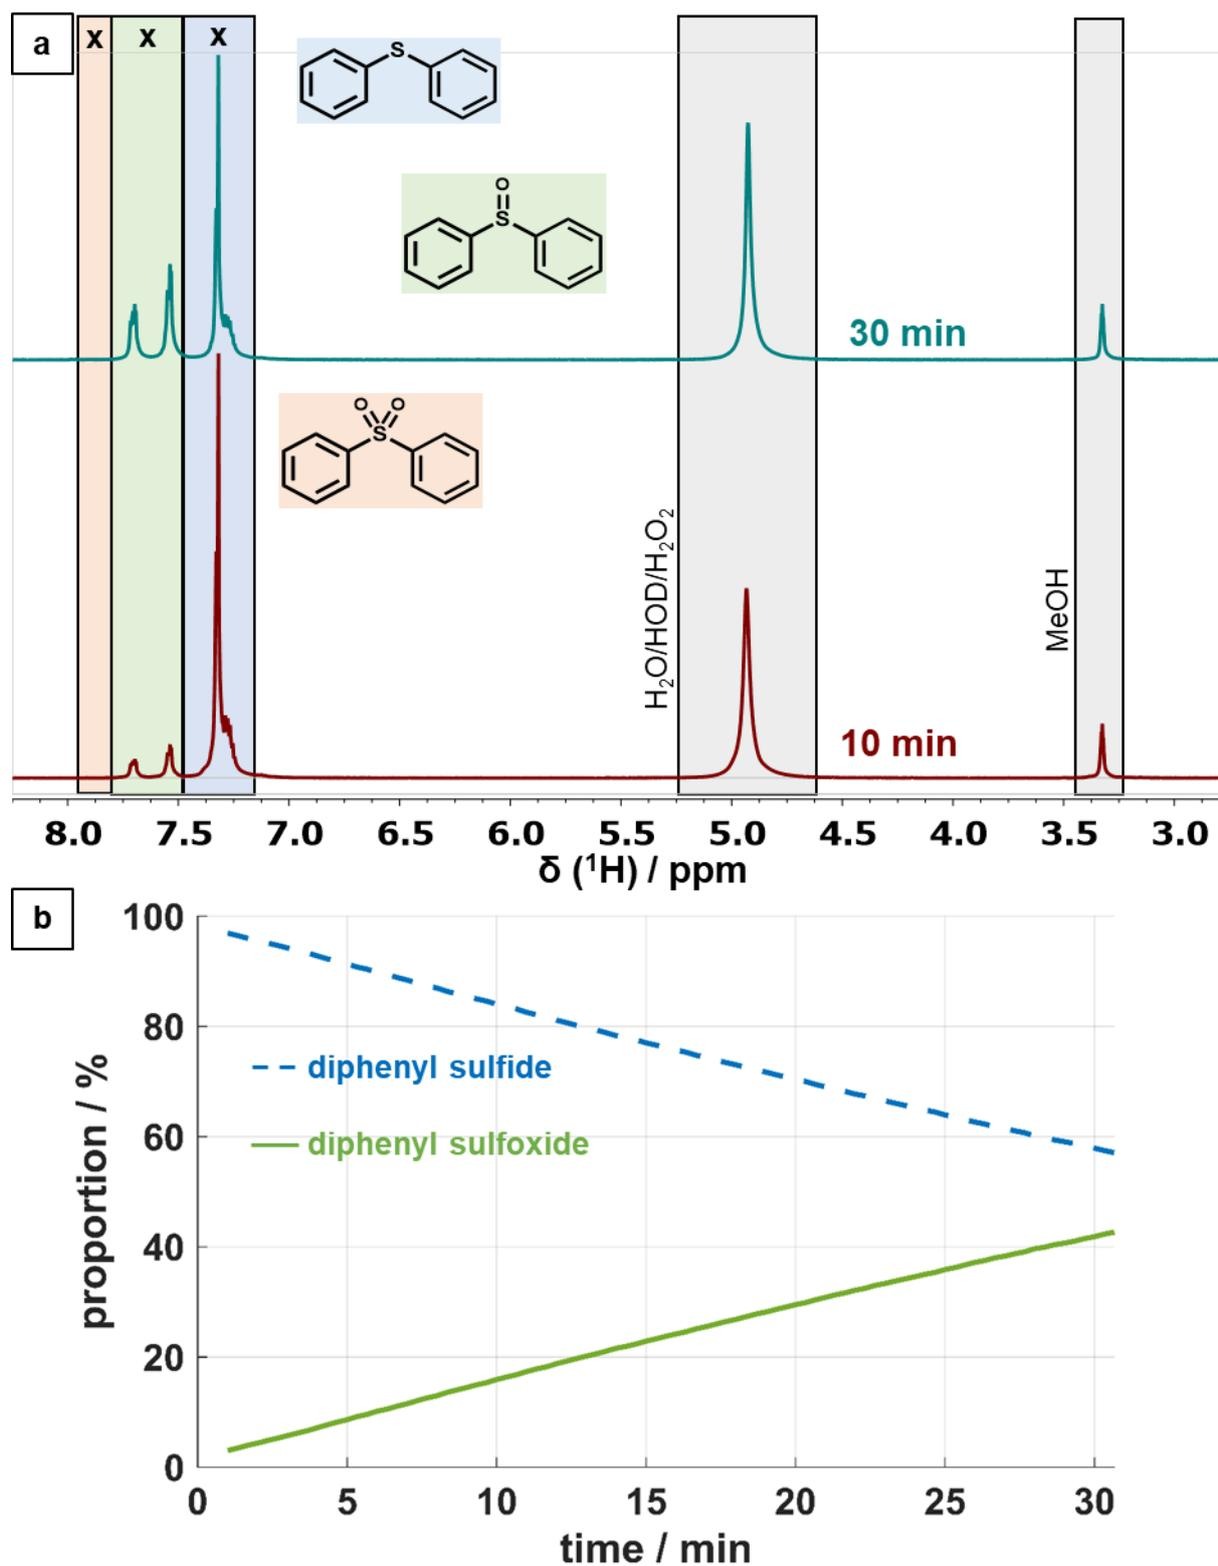 a
x x x
S
O
S
30 min
O O
S
H₂O/HOD/H₂O₂
MeOH
10 min
8.0 7.5 7.0 6.5 6.0 5.5 5.0 4.5 4.0 3.5 3.0
δ (¹H) / ppm
b
100
80
60
40
20
0
proportion / %
diphenyl sulfide
diphenyl sulfoxide
0 5 10 15 20 25 30
time / min